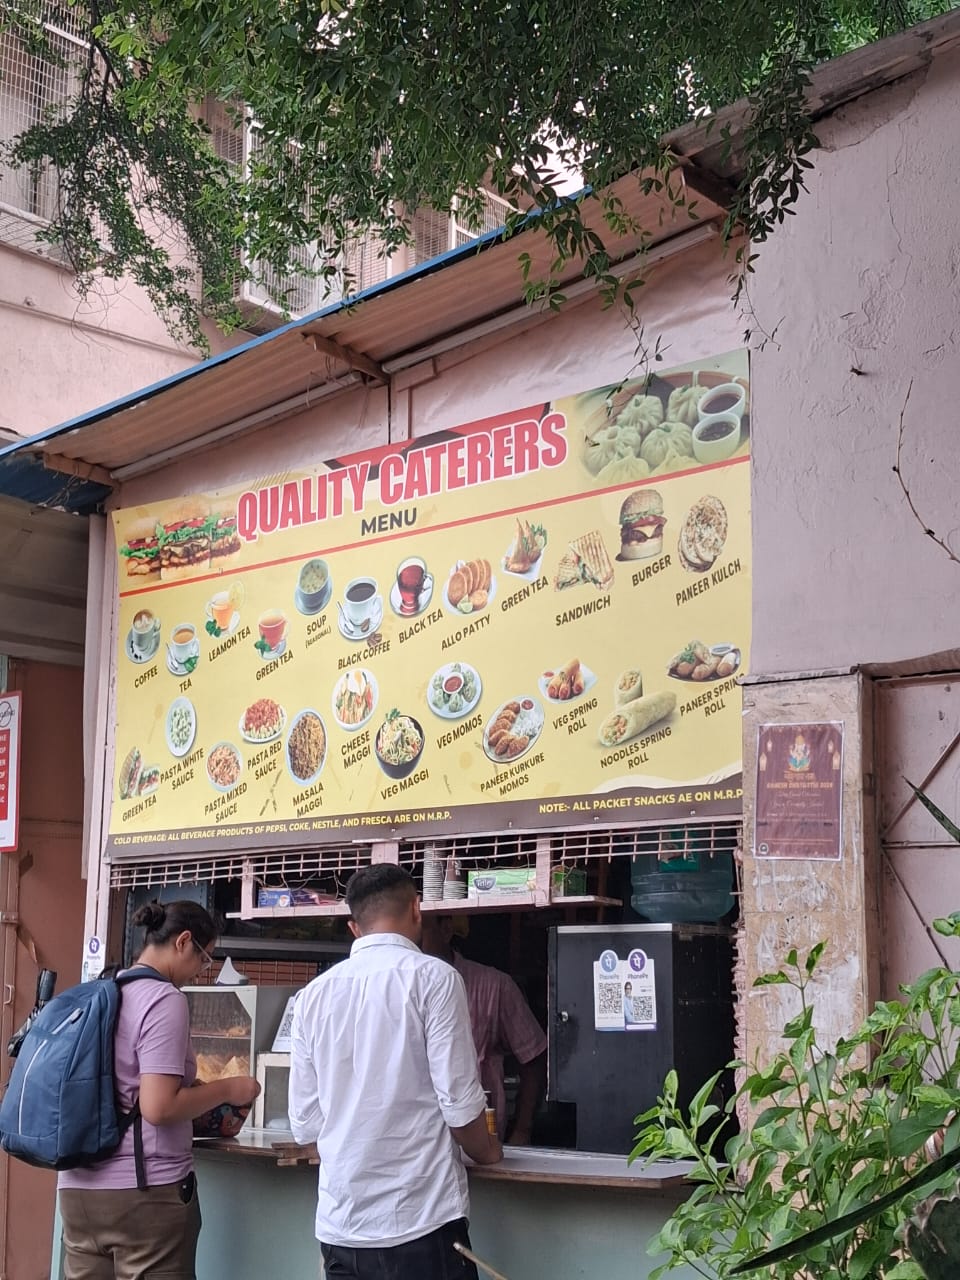 QUALITY CATERERS
MENU
COFFEE
TEA
LEAMON TEA
GREEN TEA
SOUP
(SEASONAL)
BLACK COFFEE
BLACK TEA
ALLO PATTY
GREEN TEA
SANDWICH
BURGER
PANEER KULCH
GREEN TEA
PASTA WHITE
SAUCE
PASTA MIXED
SAUCE
PASTA RED
SAUCE
MASALA
MAGGI
CHEESE
MAGGI
VEG MAGGI
VEG MOMOS
PANEER KURKURE
MOMOS
VEG SPRING
ROLL
NOODLES SPRING
ROLL
PANEER SPRIN
ROLL
COLD BEVERAGE: ALL BEVERAGE PRODUCTS OF PEPSI, COKE, NESTLE, AND FRESCA ARE ON M.R.P.
NOTE:- ALL PACKET SNACKS AE ON M.R.P
PhonePe
PhonePe
PhonePe